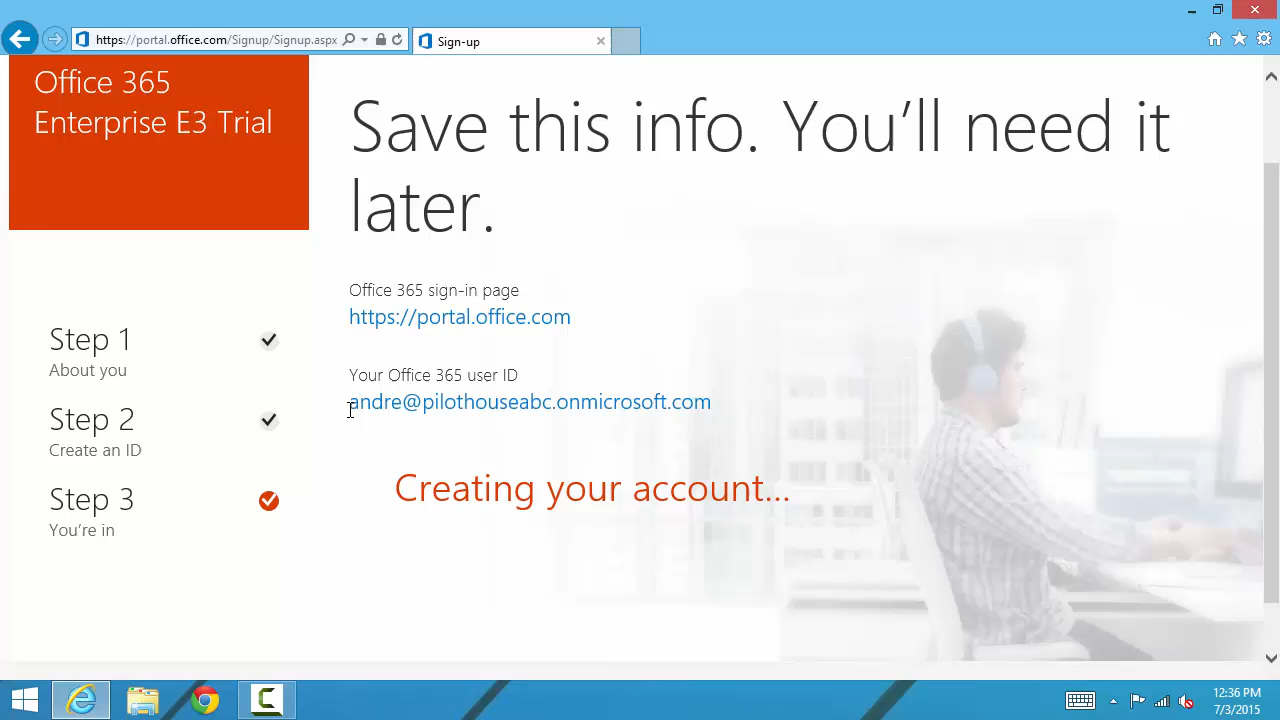 https://portal.office.com/Signup/Signup.aspx
Sign-up
Office 365
Enterprise E3 Trial
Save this info. You'll need it
later.
Office 365 sign-in page
https://portal.office.com
Your Office 365 user ID
andre@pilothouseabc.onmicrosoft.com
Creating your account...
Step 1
About you
Step 2
Create an ID
Step 3
You're in
12:36 PM
7/3/2015